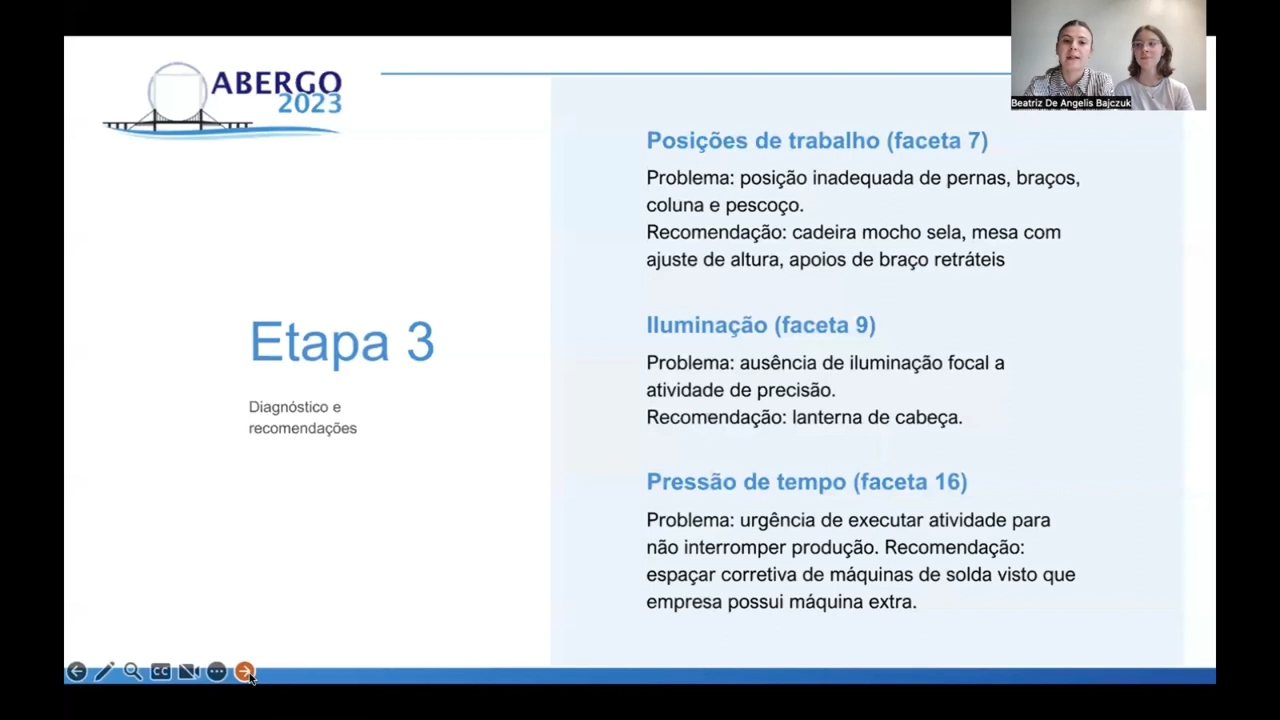 ABERGO
2023
Beatriz De Angelis Bajczuk
Posições de trabalho (faceta 7)
Problema: posição inadequada de pernas, braços,
coluna e pescoço.
Recomendação: cadeira mocho sela, mesa com
ajuste de altura, apoios de braço retráteis
Etapa 3
Diagnóstico e
recomendações
Iluminação (faceta 9)
Problema: ausência de iluminação focal a
atividade de precisão.
Recomendação: lanterna de cabeça.
Pressão de tempo (faceta 16)
Problema: urgência de executar atividade para
não interromper produção. Recomendação:
espaçar corretiva de máquinas de solda visto que
empresa possui máquina extra.
CC